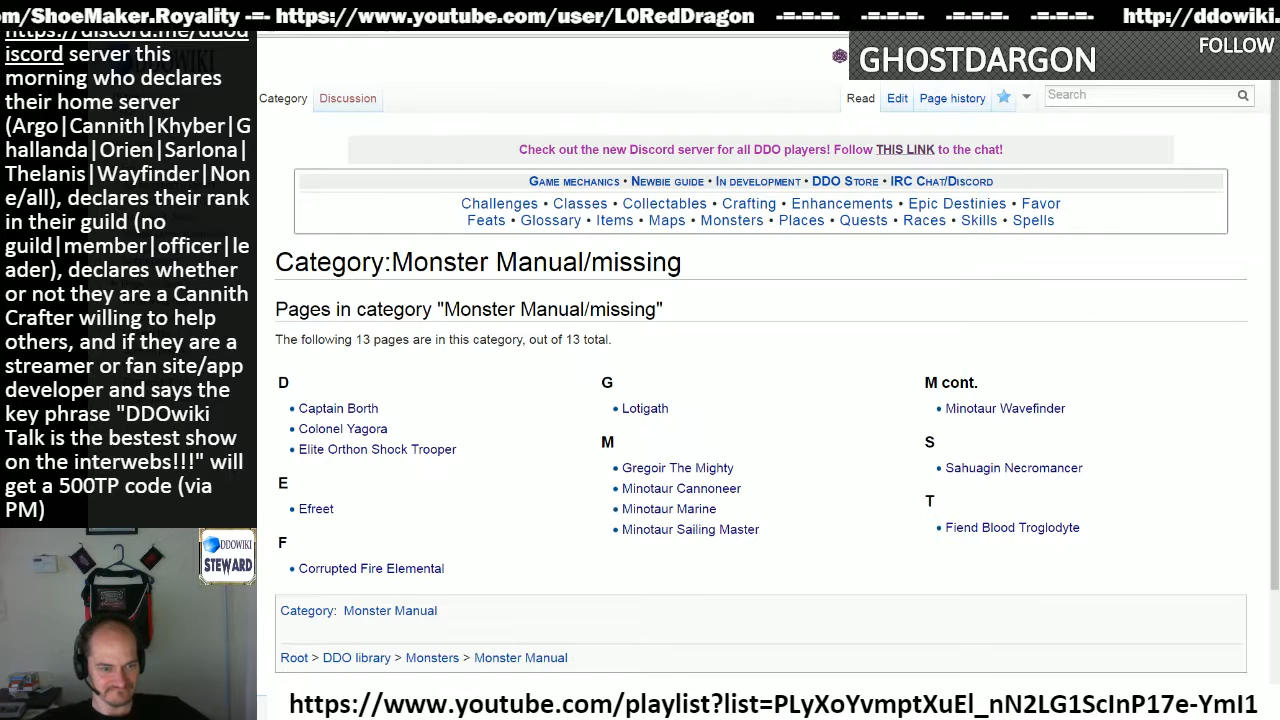 om/ShoeMaker.Royality -=- https://www.youtube.com/user/L0RedDragon -=-=-=- -=-=-=- -=-=-=- -=-=-=- http://ddowiki.
https://discord.me/ddod
iscord server this
morning who declares
their home server
(Argo|Cannith|Khyber|G
hallanda|Orien|Sarlona|
Thelanis|Wayfinder|Non
e/all), declares their rank
in their guild (no
guild|member|officer|le
ader), declares whether
or not they are a Cannith
Crafter willing to help
others, and if they are a
streamer or fan site/app
developer and says the
key phrase "DDOwiki
Talk is the bestest show
on the interwebs!!!" will
get a 500TP code (via
PM)
DDOWIKI
STEWARD
GHOSTDARGON
FOLLOW
Category Discussion
Read Edit Page history
Search
Check out the new Discord server for all DDO players! Follow THIS LINK to the chat!
Game mechanics • Newbie guide • In development • DDO Store • IRC Chat/Discord
Challenges • Classes • Collectables • Crafting • Enhancements • Epic Destinies • Favor
Feats • Glossary • Items • Maps • Monsters • Places • Quests • Races • Skills • Spells
Category:Monster Manual/missing
Pages in category "Monster Manual/missing"
The following 13 pages are in this category, out of 13 total.
D
• Captain Borth
• Colonel Yagora
• Elite Orthon Shock Trooper
E
• Efreet
F
• Corrupted Fire Elemental
G
• Lotigath
M
• Gregoir The Mighty
• Minotaur Cannoneer
• Minotaur Marine
• Minotaur Sailing Master
M cont.
• Minotaur Wavefinder
S
• Sahuagin Necromancer
T
• Fiend Blood Troglodyte
Category: Monster Manual
Root > DDO library > Monsters > Monster Manual
https://www.youtube.com/playlist?list=PLyXoYvmptXuEl_nN2LG1ScInP17e-YmI1